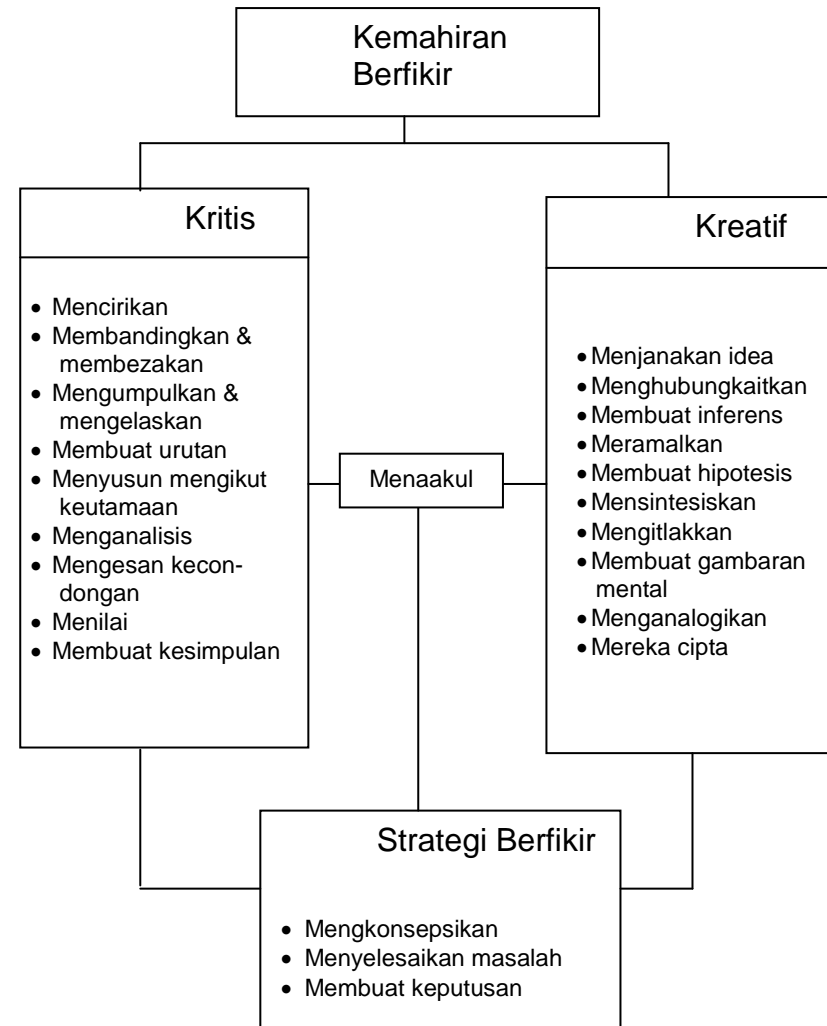 Kemahiran
Berfikir
Kritis
• Mencirikan
• Membandingkan &
membezakan
• Mengumpulkan &
mengelaskan
• Membuat urutan
• Menyusun mengikut
keutamaan
• Menganalisis
• Mengesan kecon-
dongan
• Menilai
• Membuat kesimpulan
Menaakul
Kreatif
• Menjanakan idea
• Menghubungkaitkan
• Membuat inferens
• Meramalkan
• Membuat hipotesis
• Mensintesiskan
• Mengitlakkan
• Membuat gambaran
mental
• Menganalogikan
• Mereka cipta
Strategi Berfikir
• Mengkonsepsikan
• Menyelesaikan masalah
• Membuat keputusan